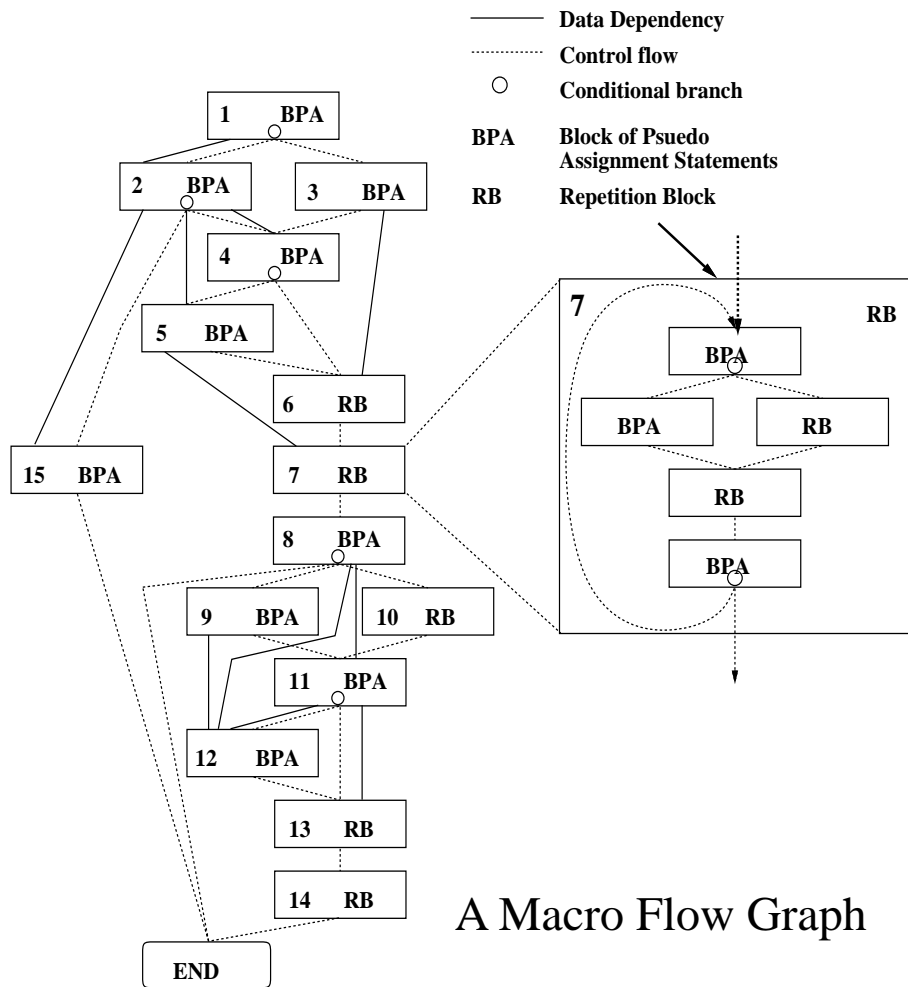 Data Dependency
Control flow
Conditional branch
BPA Block of Psuedo
Assignment Statements
RB Repetition Block
1 BPA
2 BPA
3 BPA
4 BPA
5 BPA
6 RB
15 BPA
7 RB
8 BPA
9 BPA
10 RB
11 BPA
12 BPA
13 RB
14 RB
END
7 RB
BPA
BPA
RB
RB
BPA
A Macro Flow Graph